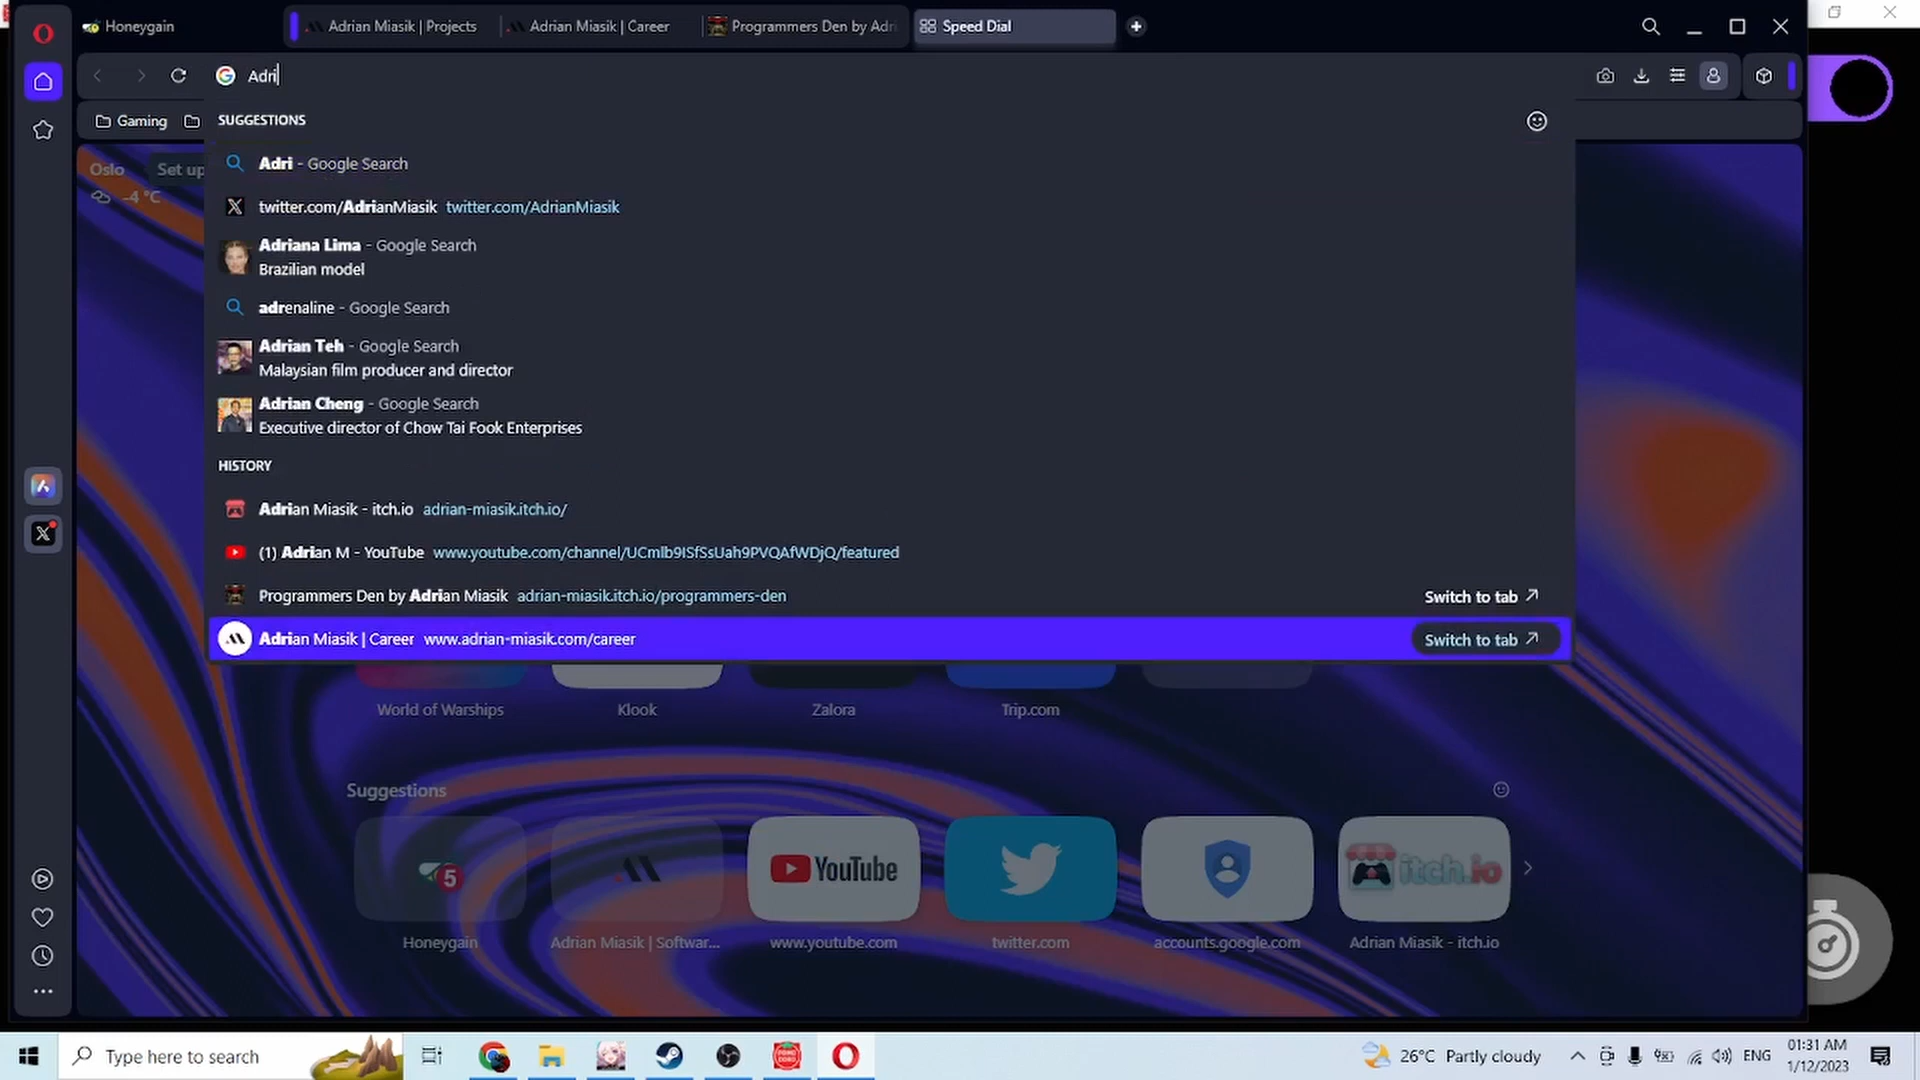 Honeygain
Adrian Miasik | Projects
Adrian Miasik | Career
Programmers Den by Adri
Speed Dial
Adri
Gaming
SUGGESTIONS
Oslo
Set up
-4 °C
Adri - Google Search
twitter.com/AdrianMiasik twitter.com/AdrianMiasik
Adriana Lima - Google Search
Brazilian model
adrenaline - Google Search
Adrian Teh - Google Search
Malaysian film producer and director
Adrian Cheng - Google Search
Executive director of Chow Tai Fook Enterprises
HISTORY
Adrian Miasik - itch.io adrian-miasik.itch.io/
(1) Adrian M - YouTube www.youtube.com/channel/UCmlb9ISfSsUah9PVQAfWDjQ/featured
Programmers Den by Adrian Miasik adrian-miasik.itch.io/programmers-den Switch to tab
Adrian Miasik | Career www.adrian-miasik.com/career Switch to tab
World of Warships
Klook
Zalora
Trip.com
Suggestions
5
YouTube
itch.io
Honeygain
Adrian Miasik | Softwar...
www.youtube.com
twitter.com
accounts.google.com
Adrian Miasik - itch.io
Type here to search
26°C Partly cloudy
ENG
01:31 AM
1/12/2023